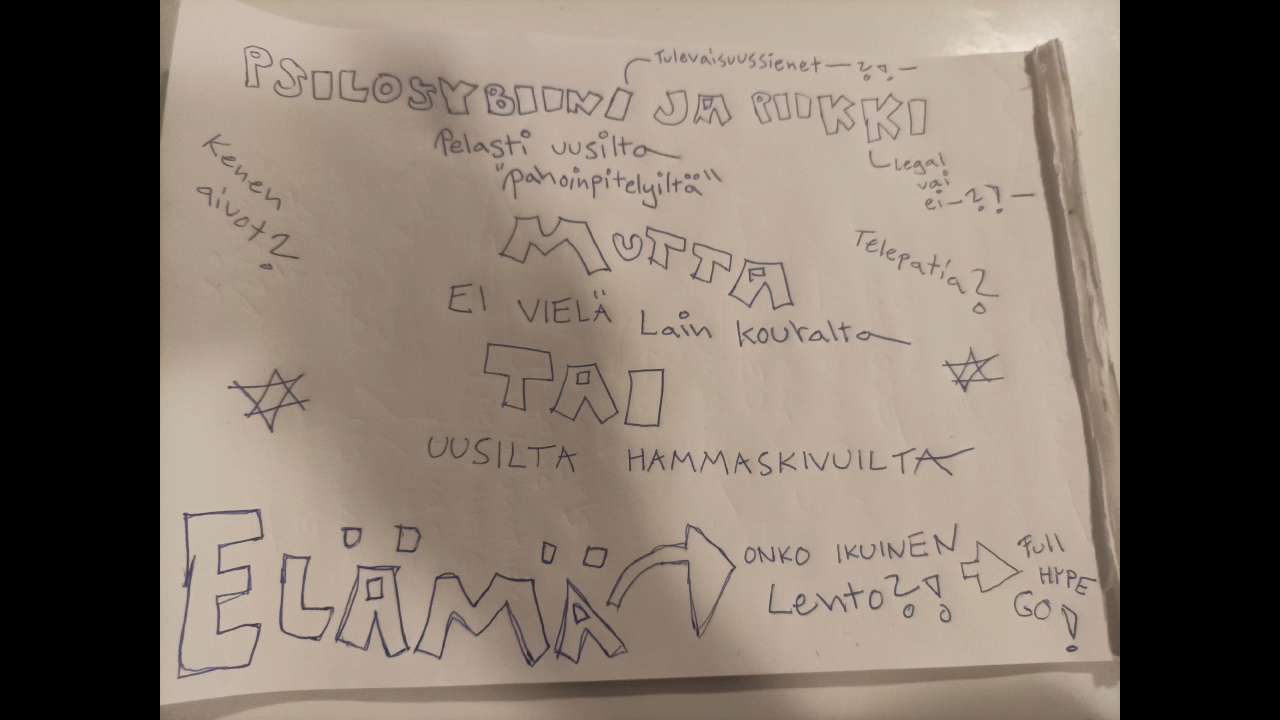 Tulevaisuussienet — ?! —
PSILOSYBIINI JA PIIKKI
Pelasti uusilta
"pahoinpitelyiltä"
Legal
vai
ei — ?! —
Kenen
aivot?
MUTTA
Telepatia?
EI VIELÄ Lain kouralta
TAI
UUSILTA HAMMASKIVUILTA
ELÄMÄ
ONKO IKUINEN
Lento?!
Full
HYPE
GO!